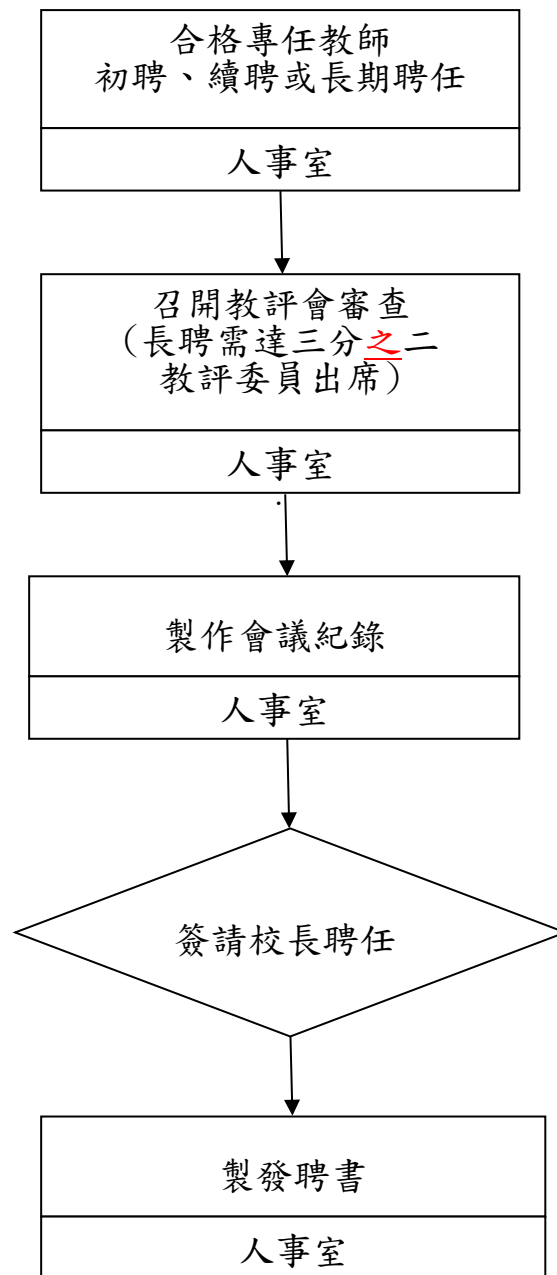 合格專任教師
初聘、續聘或長期聘任
人事室
召開教評會審查
（長聘需達三分之二
教評委員出席）
人事室
.
製作會議紀錄
人事室
簽請校長聘任
製發聘書
人事室